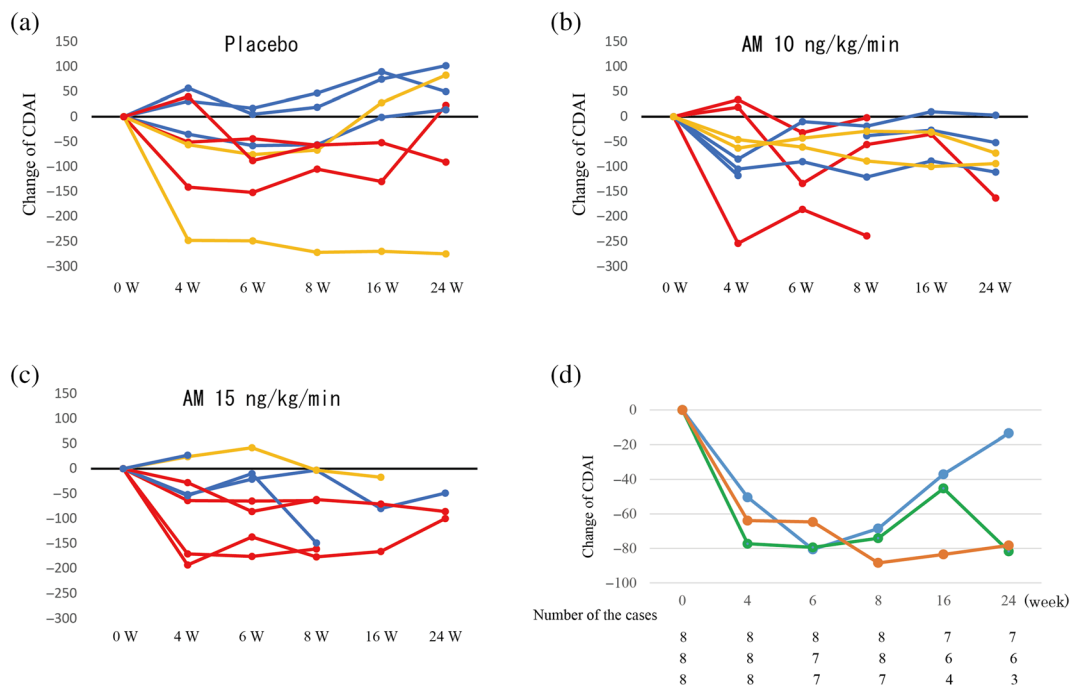 (a)
Placebo
Change of CDAI
150
100
50
0
−50
−100
−150
−200
−250
−300
0 W 4 W 6 W 8 W 16 W 24 W
(b)
AM 10 ng/kg/min
Change of CDAI
150
100
50
0
−50
−100
−150
−200
−250
−300
0 W 4 W 6 W 8 W 16 W 24 W
(c)
AM 15 ng/kg/min
Change of CDAI
150
100
50
0
−50
−100
−150
−200
−250
−300
0 W 4 W 6 W 8 W 16 W 24 W
(d)
Change of CDAI
0
−20
−40
−60
−80
−100
0 4 6 8 16 24 (week)
Number of the cases
8 8 8 8 7 7
8 8 7 8 6 6
8 8 7 7 4 3